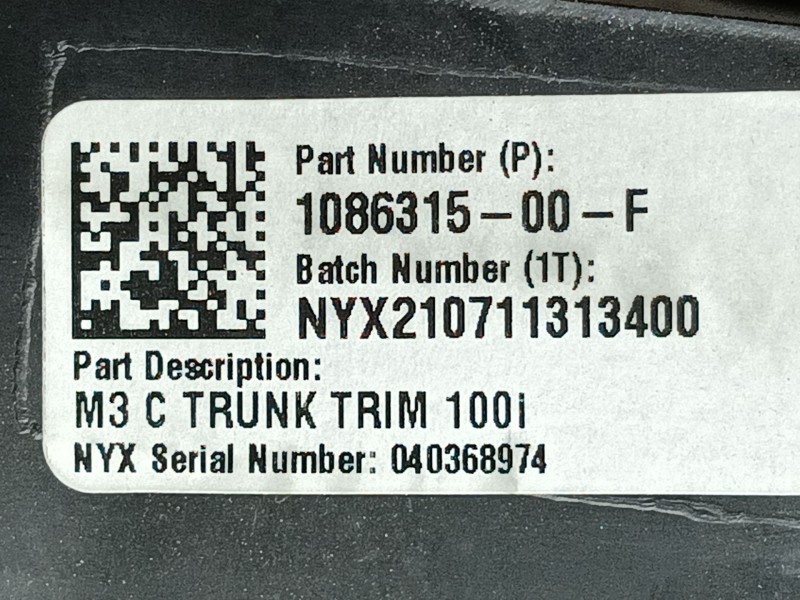 Part Number (P):
1086315-00-F
Batch Number (1T):
NYX210711313400
Part Description:
M3 C TRUNK TRIM 100i
NYX Serial Number: 040368974